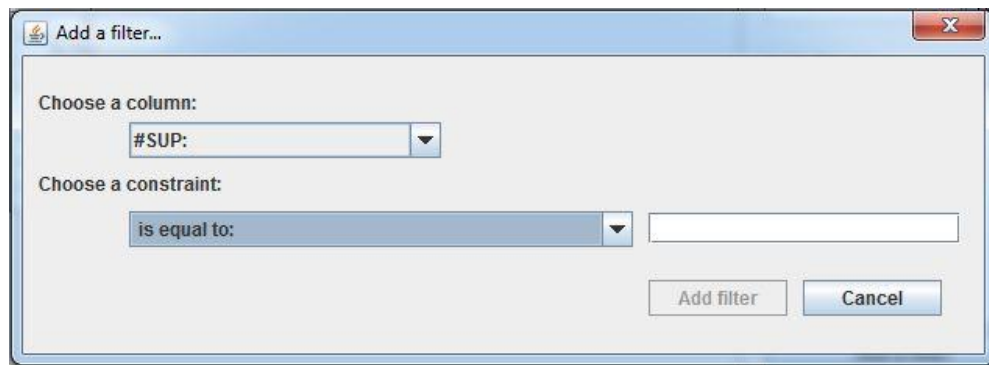 Add a filter...
Choose a column:
#SUP:
Choose a constraint:
is equal to:
Add filter Cancel